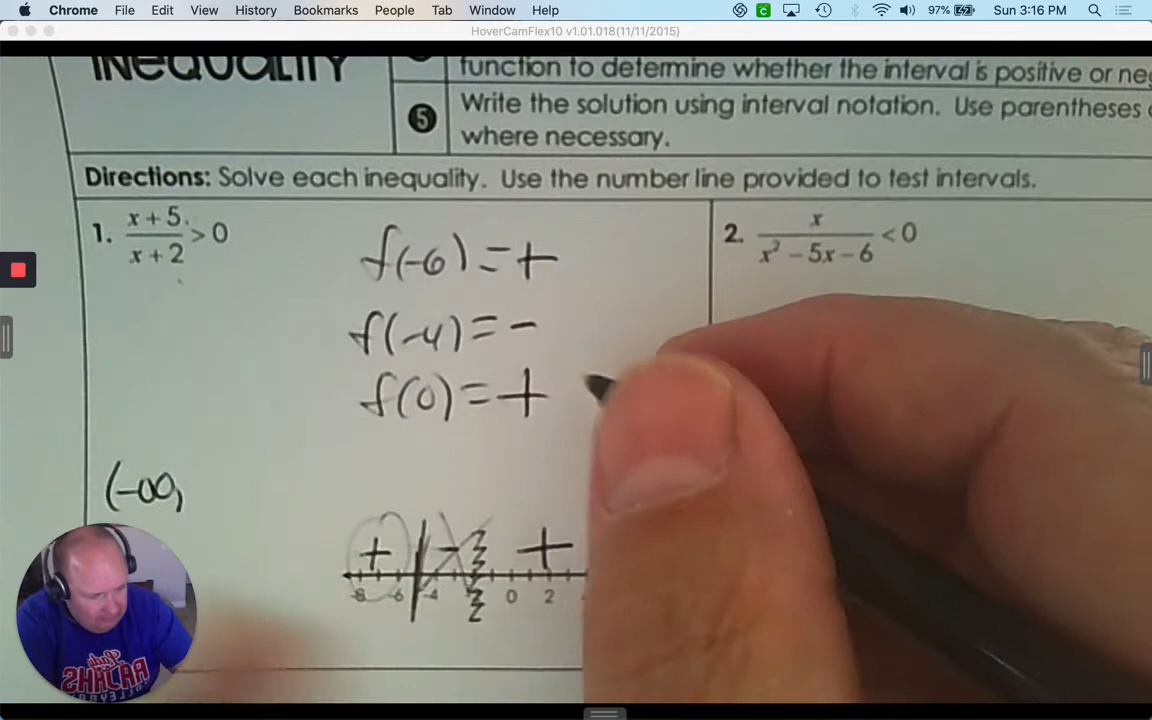 Chrome File Edit View History Bookmarks People Tab Window Help 97% Sun 3:16 PM
HoverCamFlex10 v1.01.018(11/11/2015)
INEQUALITY
function to determine whether the interval is positive or neg
5 Write the solution using interval notation. Use parentheses
where necessary.
Directions: Solve each inequality. Use the number line provided to test intervals.
1. x + 5 / x + 2 > 0
f(-6) = +
f(-4) = -
f(0) = +
(-∞,
+ - +
-8 -6 -4 0 2
2. x / x² - 5x - 6 < 0